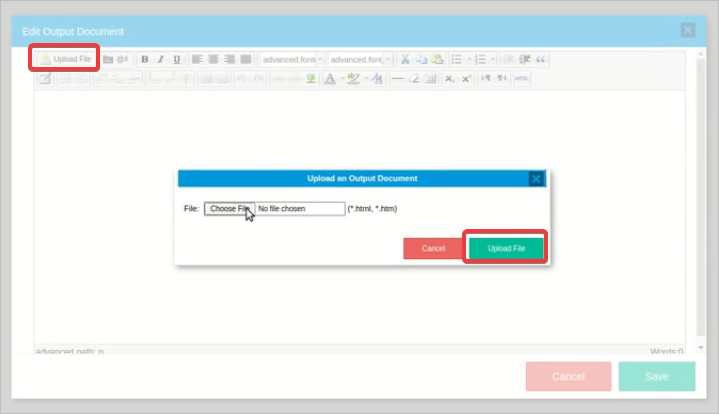 Edit Output Document
Upload File
B I U
advanced.font advanced.font
A
HTML
Upload an Output Document
File: Choose File No file chosen (*.html, *.htm)
Cancel Upload File
advanced.path: p Words:0
Cancel Save